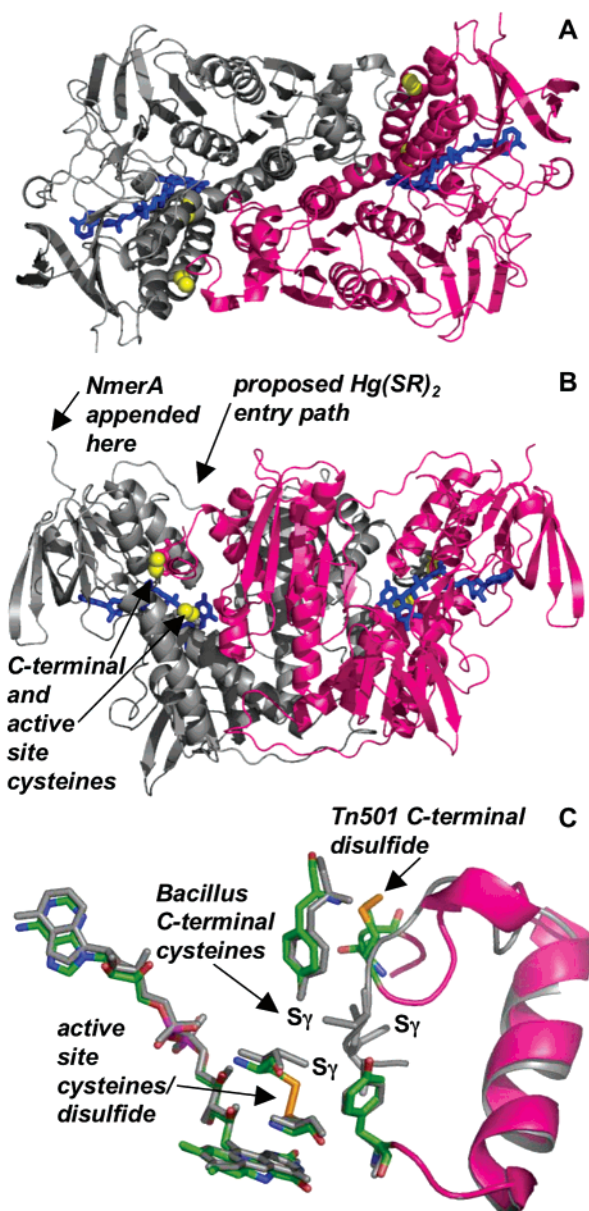 A
NmerA
appended
here
proposed Hg(SR)2
entry path
B
C-terminal
and
active
site
cysteines
Tn501 C-terminal
disulfide
C
Bacillus
C-terminal
cysteines
Sγ
Sγ
Sγ
active
site
cysteines/
disulfide